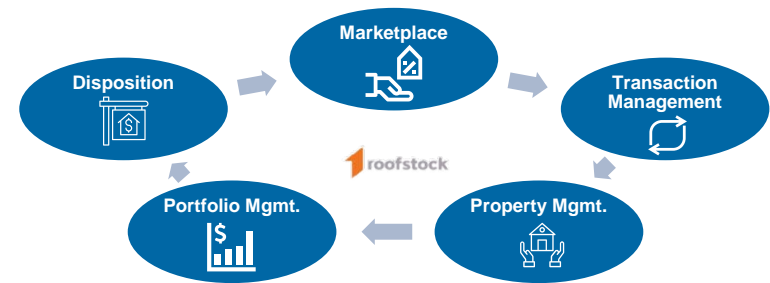 Marketplace
Disposition
Transaction
Management
$
roofstock
Portfolio Mgmt.
$
Property Mgmt.